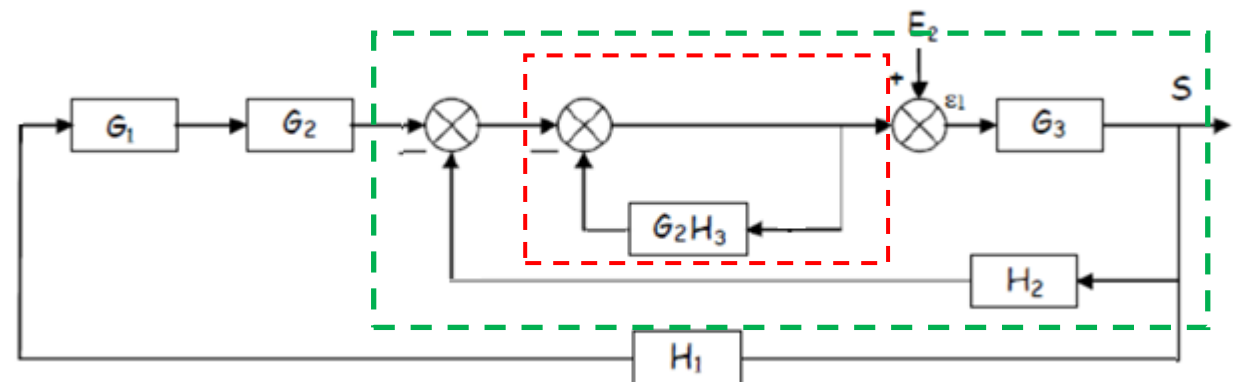 E₂
+ ε1 S
G₁ G₂ G₃
− −
G₂H₃
H₂
H₁